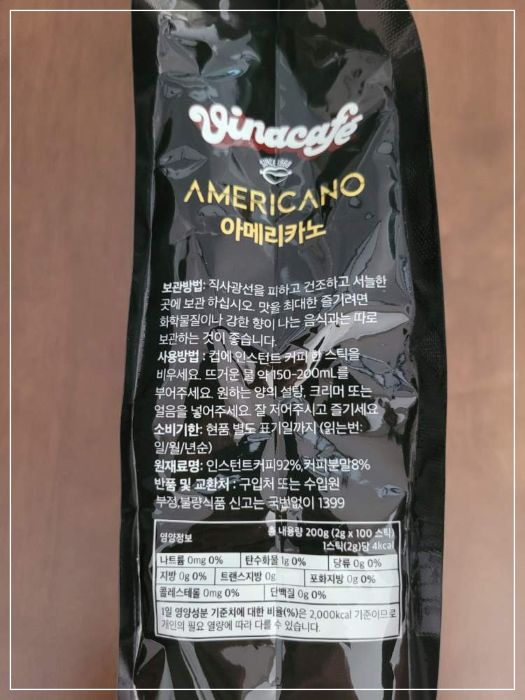 Vinacafé
SINCE 1968
AMERICANO
아메리카노
보관방법: 직사광선을 피하고 건조하고 서늘한
곳에 보관 하십시오. 맛을 최대한 즐기려면
화학물질이나 강한 향이 나는 음식과는 따로
보관하는 것이 좋습니다.
사용방법 : 컵에 인스턴트 커피 한 스틱을
비우세요. 뜨거운 물 약 150-200mL를
부어주세요. 원하는 양의 설탕, 크리머 또는
얼음을 넣어주세요. 잘 저어주시고 즐기세요
소비기한: 현품 별도 표기일까지 (읽는번:
일/월/년순)
원재료명: 인스턴트커피92%,커피분말8%
반품 및 교환처 : 구입처 또는 수입원
부정,불량식품 신고는 국번없이 1399
영양정보 총 내용량 200g (2g x 100 스틱)
1스틱(2g)당 4kcal
나트륨 0mg 0% 탄수화물 1g 0% 당류 0g 0%
지방 0g 0% 트랜스지방 0g 포화지방 0g 0%
콜레스테롤 0mg 0% 단백질 0g 0%
1일 영양성분 기준치에 대한 비율(%)은 2,000kcal 기준이므로
개인의 필요 열량에 따라 다를 수 있습니다.